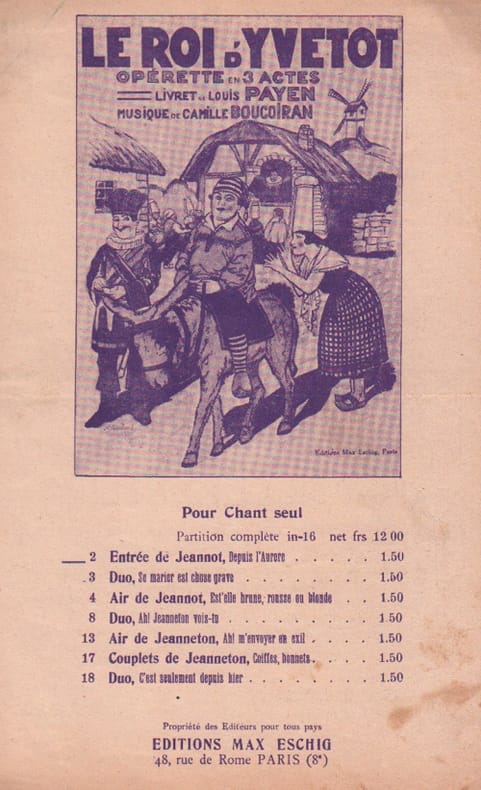 LE ROI D'YVETOT
OPÉRETTE EN 3 ACTES
LIVRET DE LOUIS PAYEN
MUSIQUE DE CAMILLE BOUCOIRAN
Editions Max Eschig, Paris
Pour Chant seul
Partition complète in-16 net frs 12 00
2 Entrée de Jeannot, Depuis l'Aurore . . . . . 1.50
3 Duo, Se marier est chose grave . . . . . . . 1.50
4 Air de Jeannot, Est'elle brune, rousse ou blonde . . 1.50
8 Duo, Ah! Jeanneton vois-tu . . . . . . . . 1.50
13 Air de Jeanneton, Ah! m'envoyer en exil . . . . 1.50
17 Couplets de Jeanneton, Coiffes, bonnets . . . . 1.50
18 Duo, C'est seulement depuis hier . . . . . . . 1.50
Propriété des Editeurs pour tous pays
EDITIONS MAX ESCHIG
48, rue de Rome PARIS (8e)